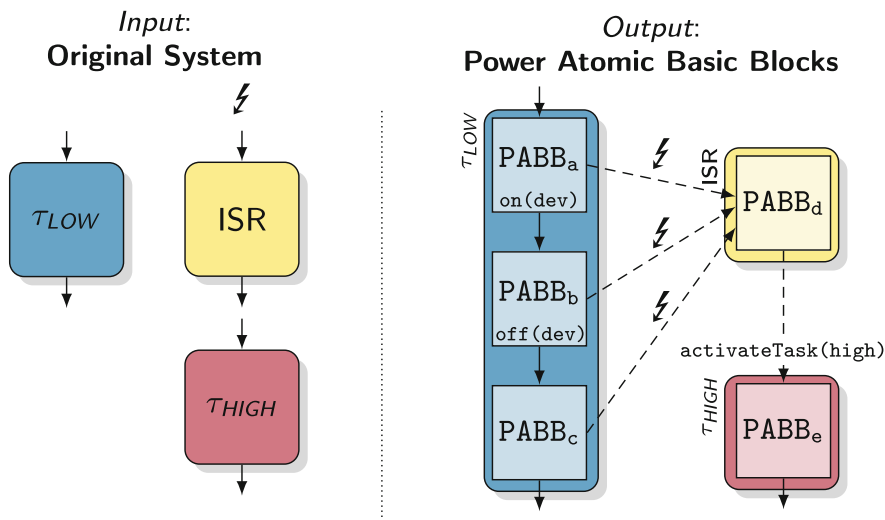 Input:
Original System
τLOW
ISR
τHIGH
Output:
Power Atomic Basic Blocks
τLOW
PABBa
on(dev)
PABBb
off(dev)
PABBc
ISR
PABBd
activateTask(high)
τHIGH
PABBe